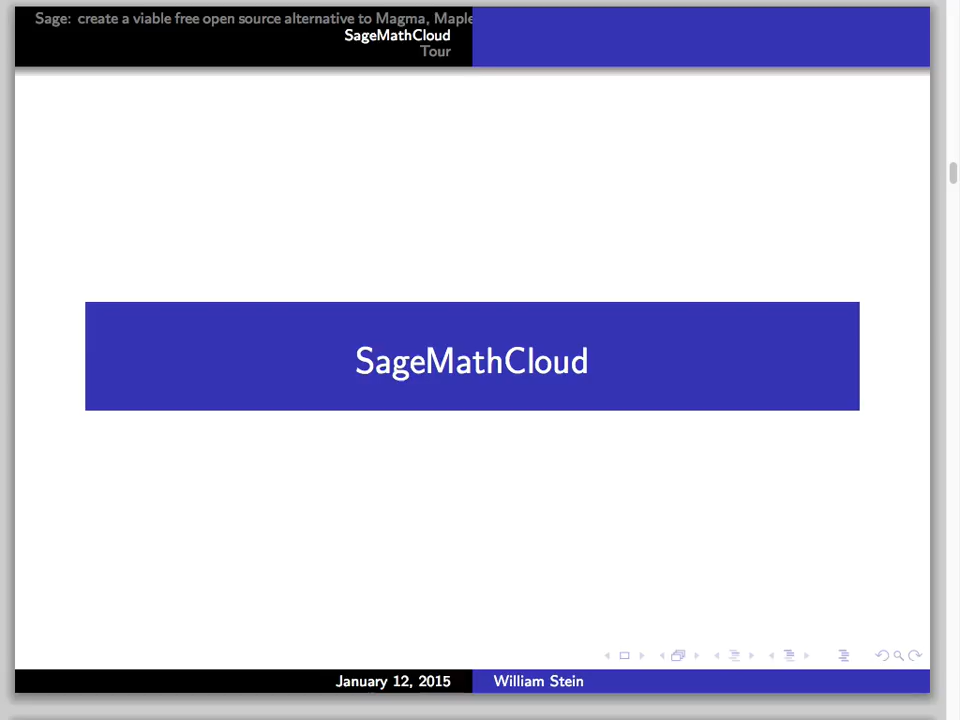 Sage: create a viable free open source alternative to Magma, Maple
SageMathCloud
Tour
SageMathCloud
January 12, 2015 William Stein